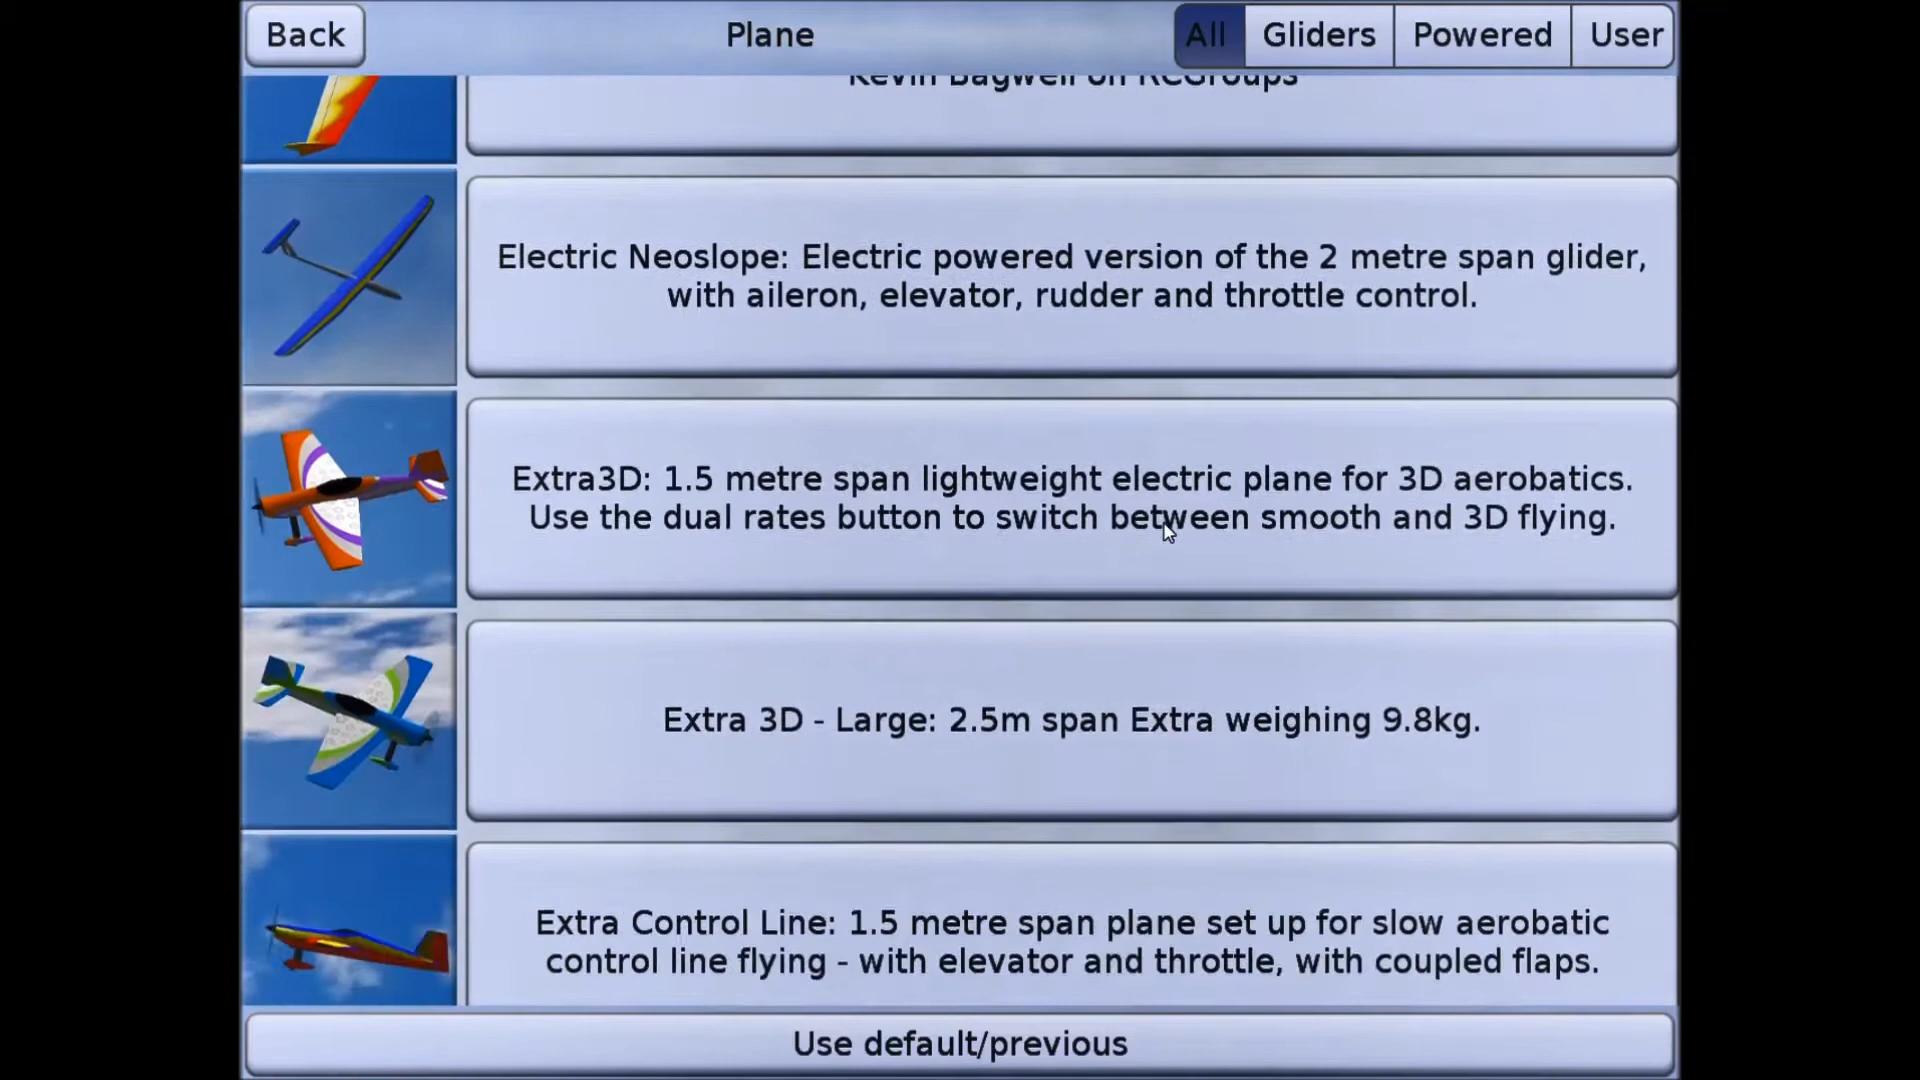 Back
Plane
All
Gliders
Powered
User
Kevin Bagwell on RCGroups
Electric Neoslope: Electric powered version of the 2 metre span glider,
with aileron, elevator, rudder and throttle control.
Extra3D: 1.5 metre span lightweight electric plane for 3D aerobatics.
Use the dual rates button to switch between smooth and 3D flying.
Extra 3D - Large: 2.5m span Extra weighing 9.8kg.
Extra Control Line: 1.5 metre span plane set up for slow aerobatic
control line flying - with elevator and throttle, with coupled flaps.
Use default/previous